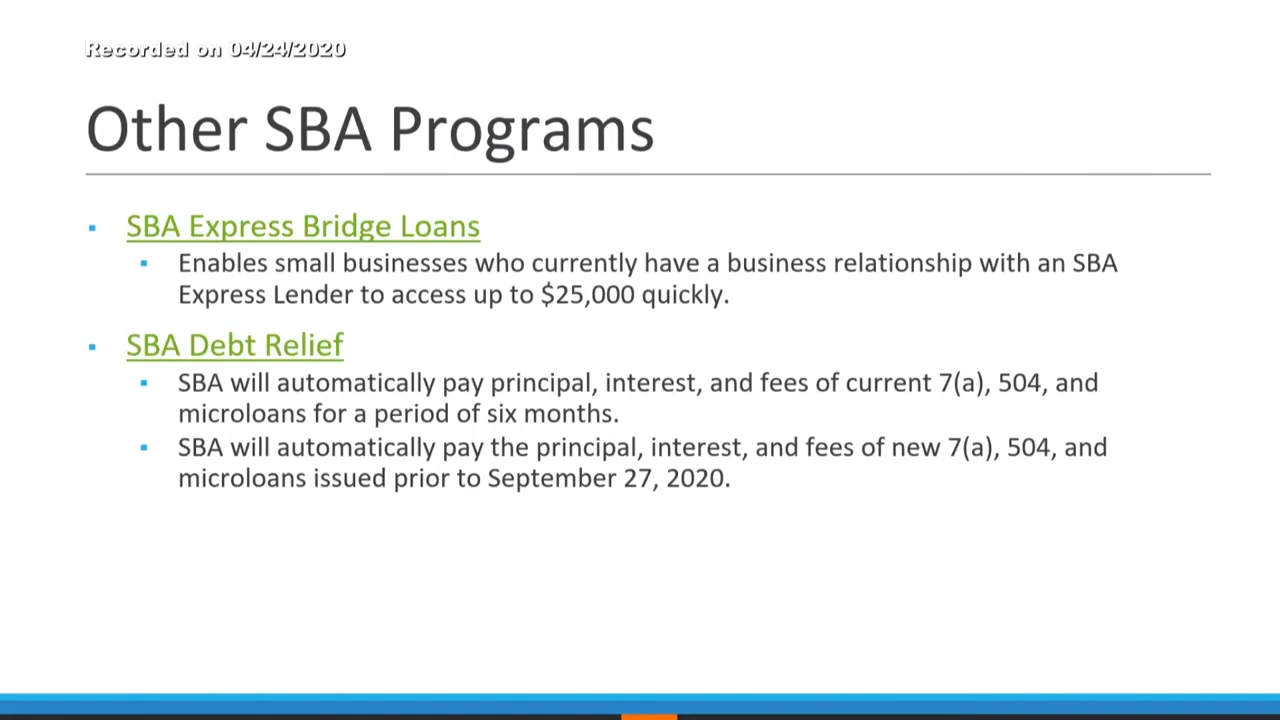 Recorded on 04/24/2020
Other SBA Programs
SBA Express Bridge Loans
Enables small businesses who currently have a business relationship with an SBA
Express Lender to access up to $25,000 quickly.
SBA Debt Relief
SBA will automatically pay principal, interest, and fees of current 7(a), 504, and
microloans for a period of six months.
SBA will automatically pay the principal, interest, and fees of new 7(a), 504, and
microloans issued prior to September 27, 2020.